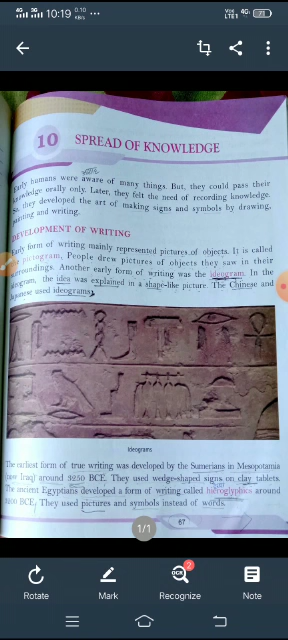 10:19
4G
10
SPREAD OF KNOWLEDGE
Early humans were aware of many things. But, they could pass their
knowledge orally only. Later, they felt the need of recording knowledge.
So, they developed the art of making signs and symbols by drawing,
painting and writing.
DEVELOPMENT OF WRITING
Early form of writing mainly represented pictures of objects. It is called
pictogram. People drew pictures of objects they saw in their
surroundings. Another early form of writing was the ideogram. In the
ideogram, the idea was explained in a shape-like picture. The Chinese and
Japanese used ideograms.
Ideograms
The earliest form of true writing was developed by the Sumerians in Mesopotamia
(now Iraq) around 3250 BCE. They used wedge-shaped signs on clay tablets.
The ancient Egyptians developed a form of writing called hieroglyphics around
BCE. They used pictures and symbols instead of words.
67
1/1
OCR
2
Rotate
Mark
Recognize
Note